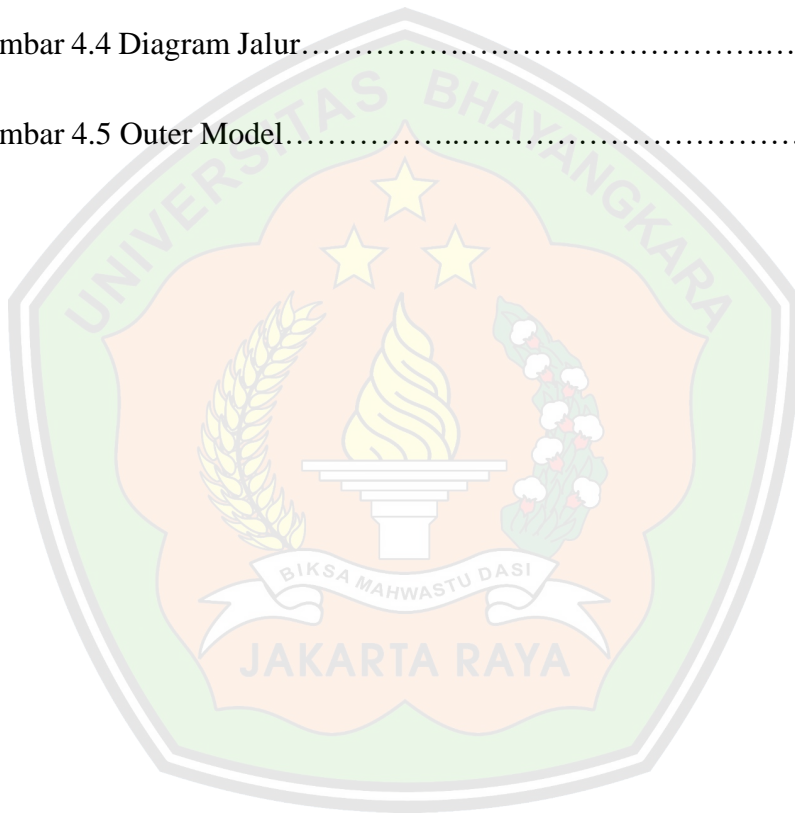 mbar 4.4 Diagram Jalur…………….……………………….…
mbar 4.5 Outer Model……………..…………………………
UNIVERSITAS BHAYANGKARA
BIKSA MAHWASTU DASI
JAKARTA RAYA